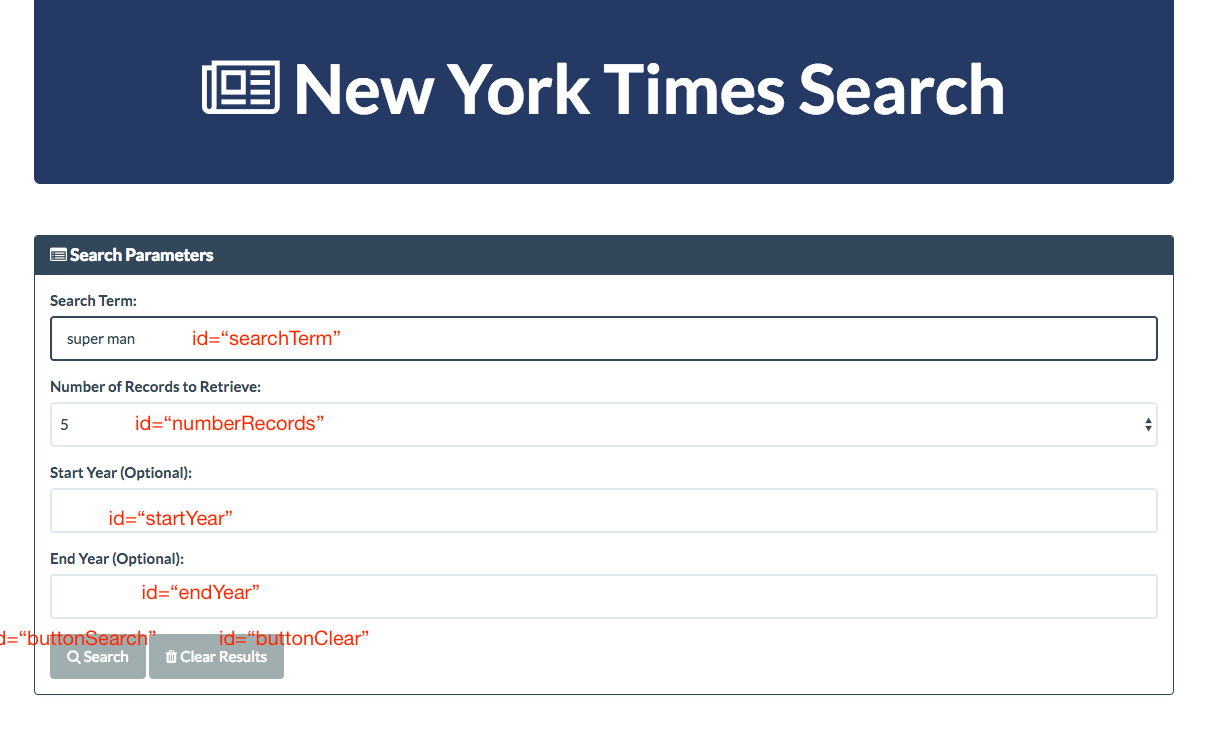 New York Times Search
Search Parameters
Search Term:
super man id=“searchTerm”
Number of Records to Retrieve:
5 id=“numberRecords”
Start Year (Optional):
id=“startYear”
End Year (Optional):
id=“endYear”
d=“buttonSearch” id=“buttonClear”
Search Clear Results